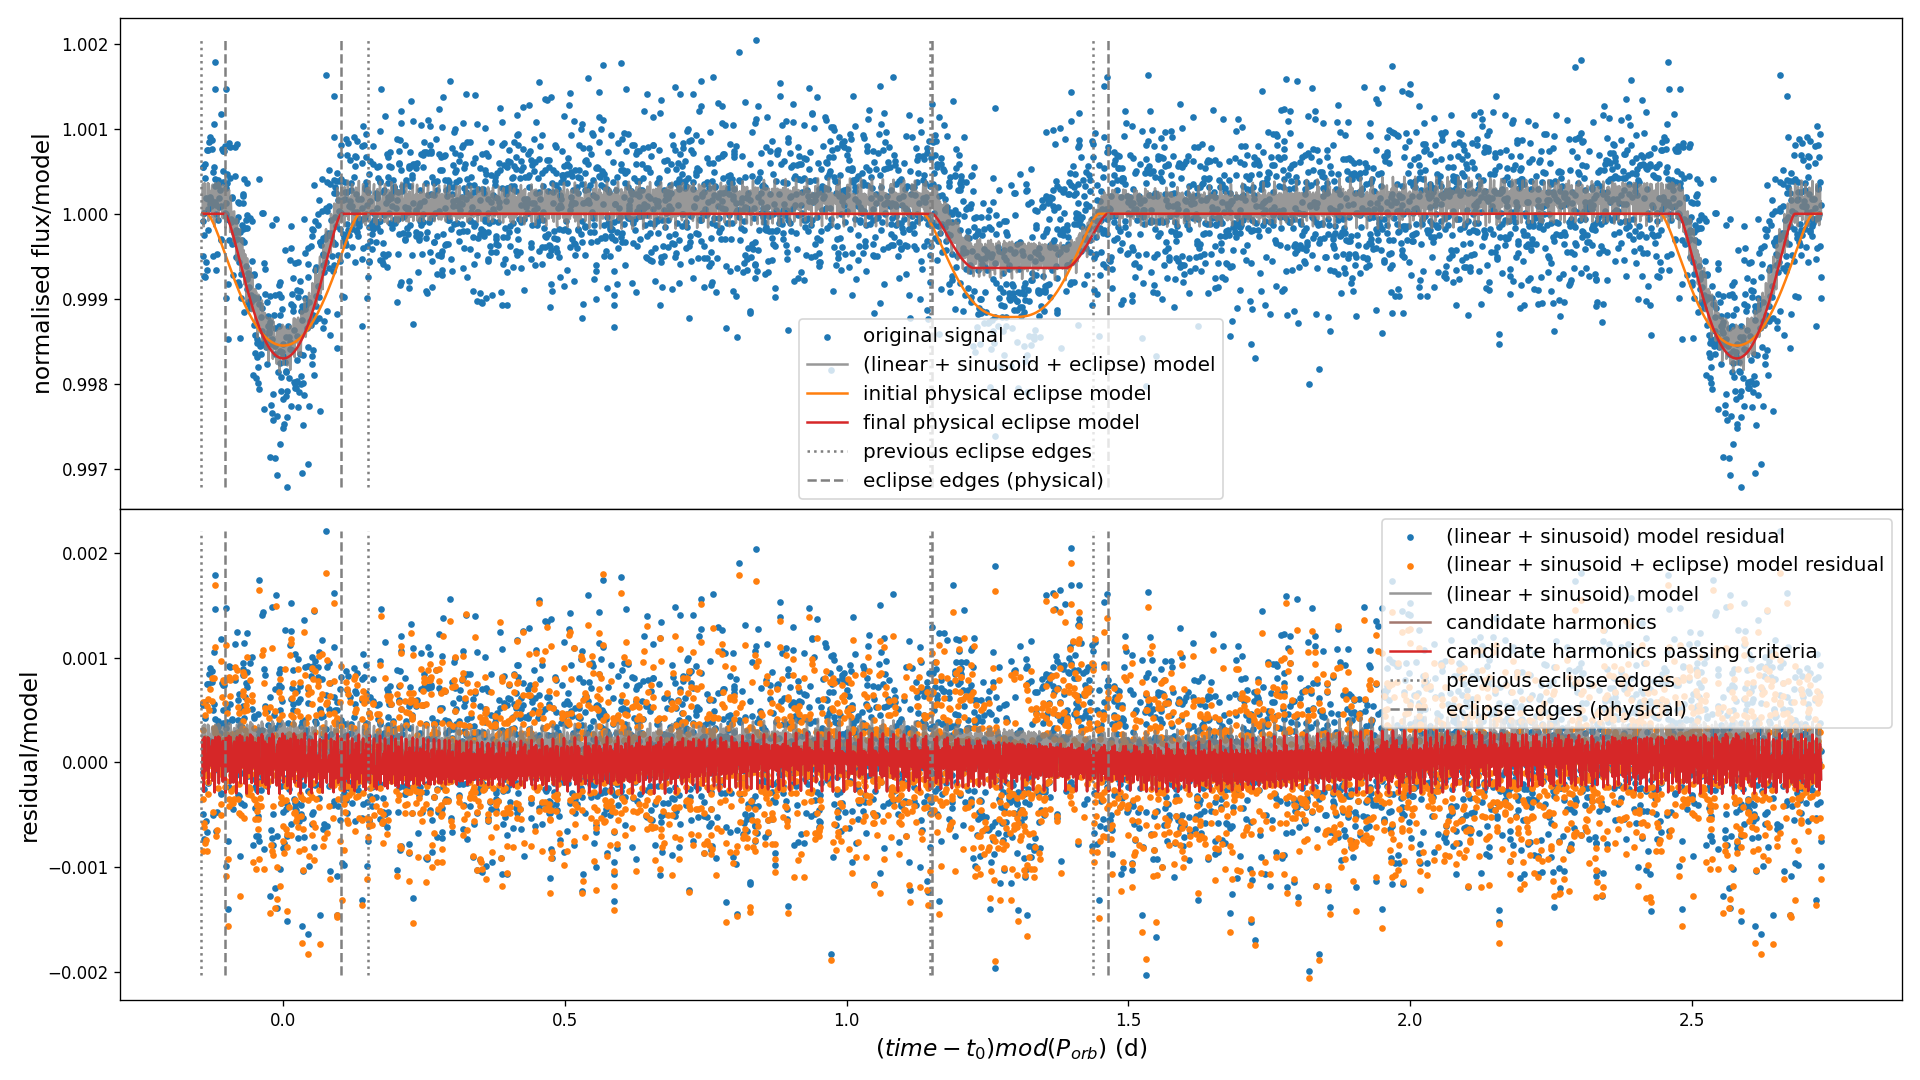 1.002
1.001
1.000
0.999
0.998
0.997
normalised flux/model
original signal
(linear + sinusoid + eclipse) model
initial physical eclipse model
final physical eclipse model
previous eclipse edges
eclipse edges (physical)
0.002
0.001
0.000
−0.001
−0.002
residual/model
(linear + sinusoid) model residual
(linear + sinusoid + eclipse) model residual
(linear + sinusoid) model
candidate harmonics
candidate harmonics passing criteria
previous eclipse edges
eclipse edges (physical)
0.0 0.5 1.0 1.5 2.0 2.5
(time − t₀)mod(P_orb) (d)